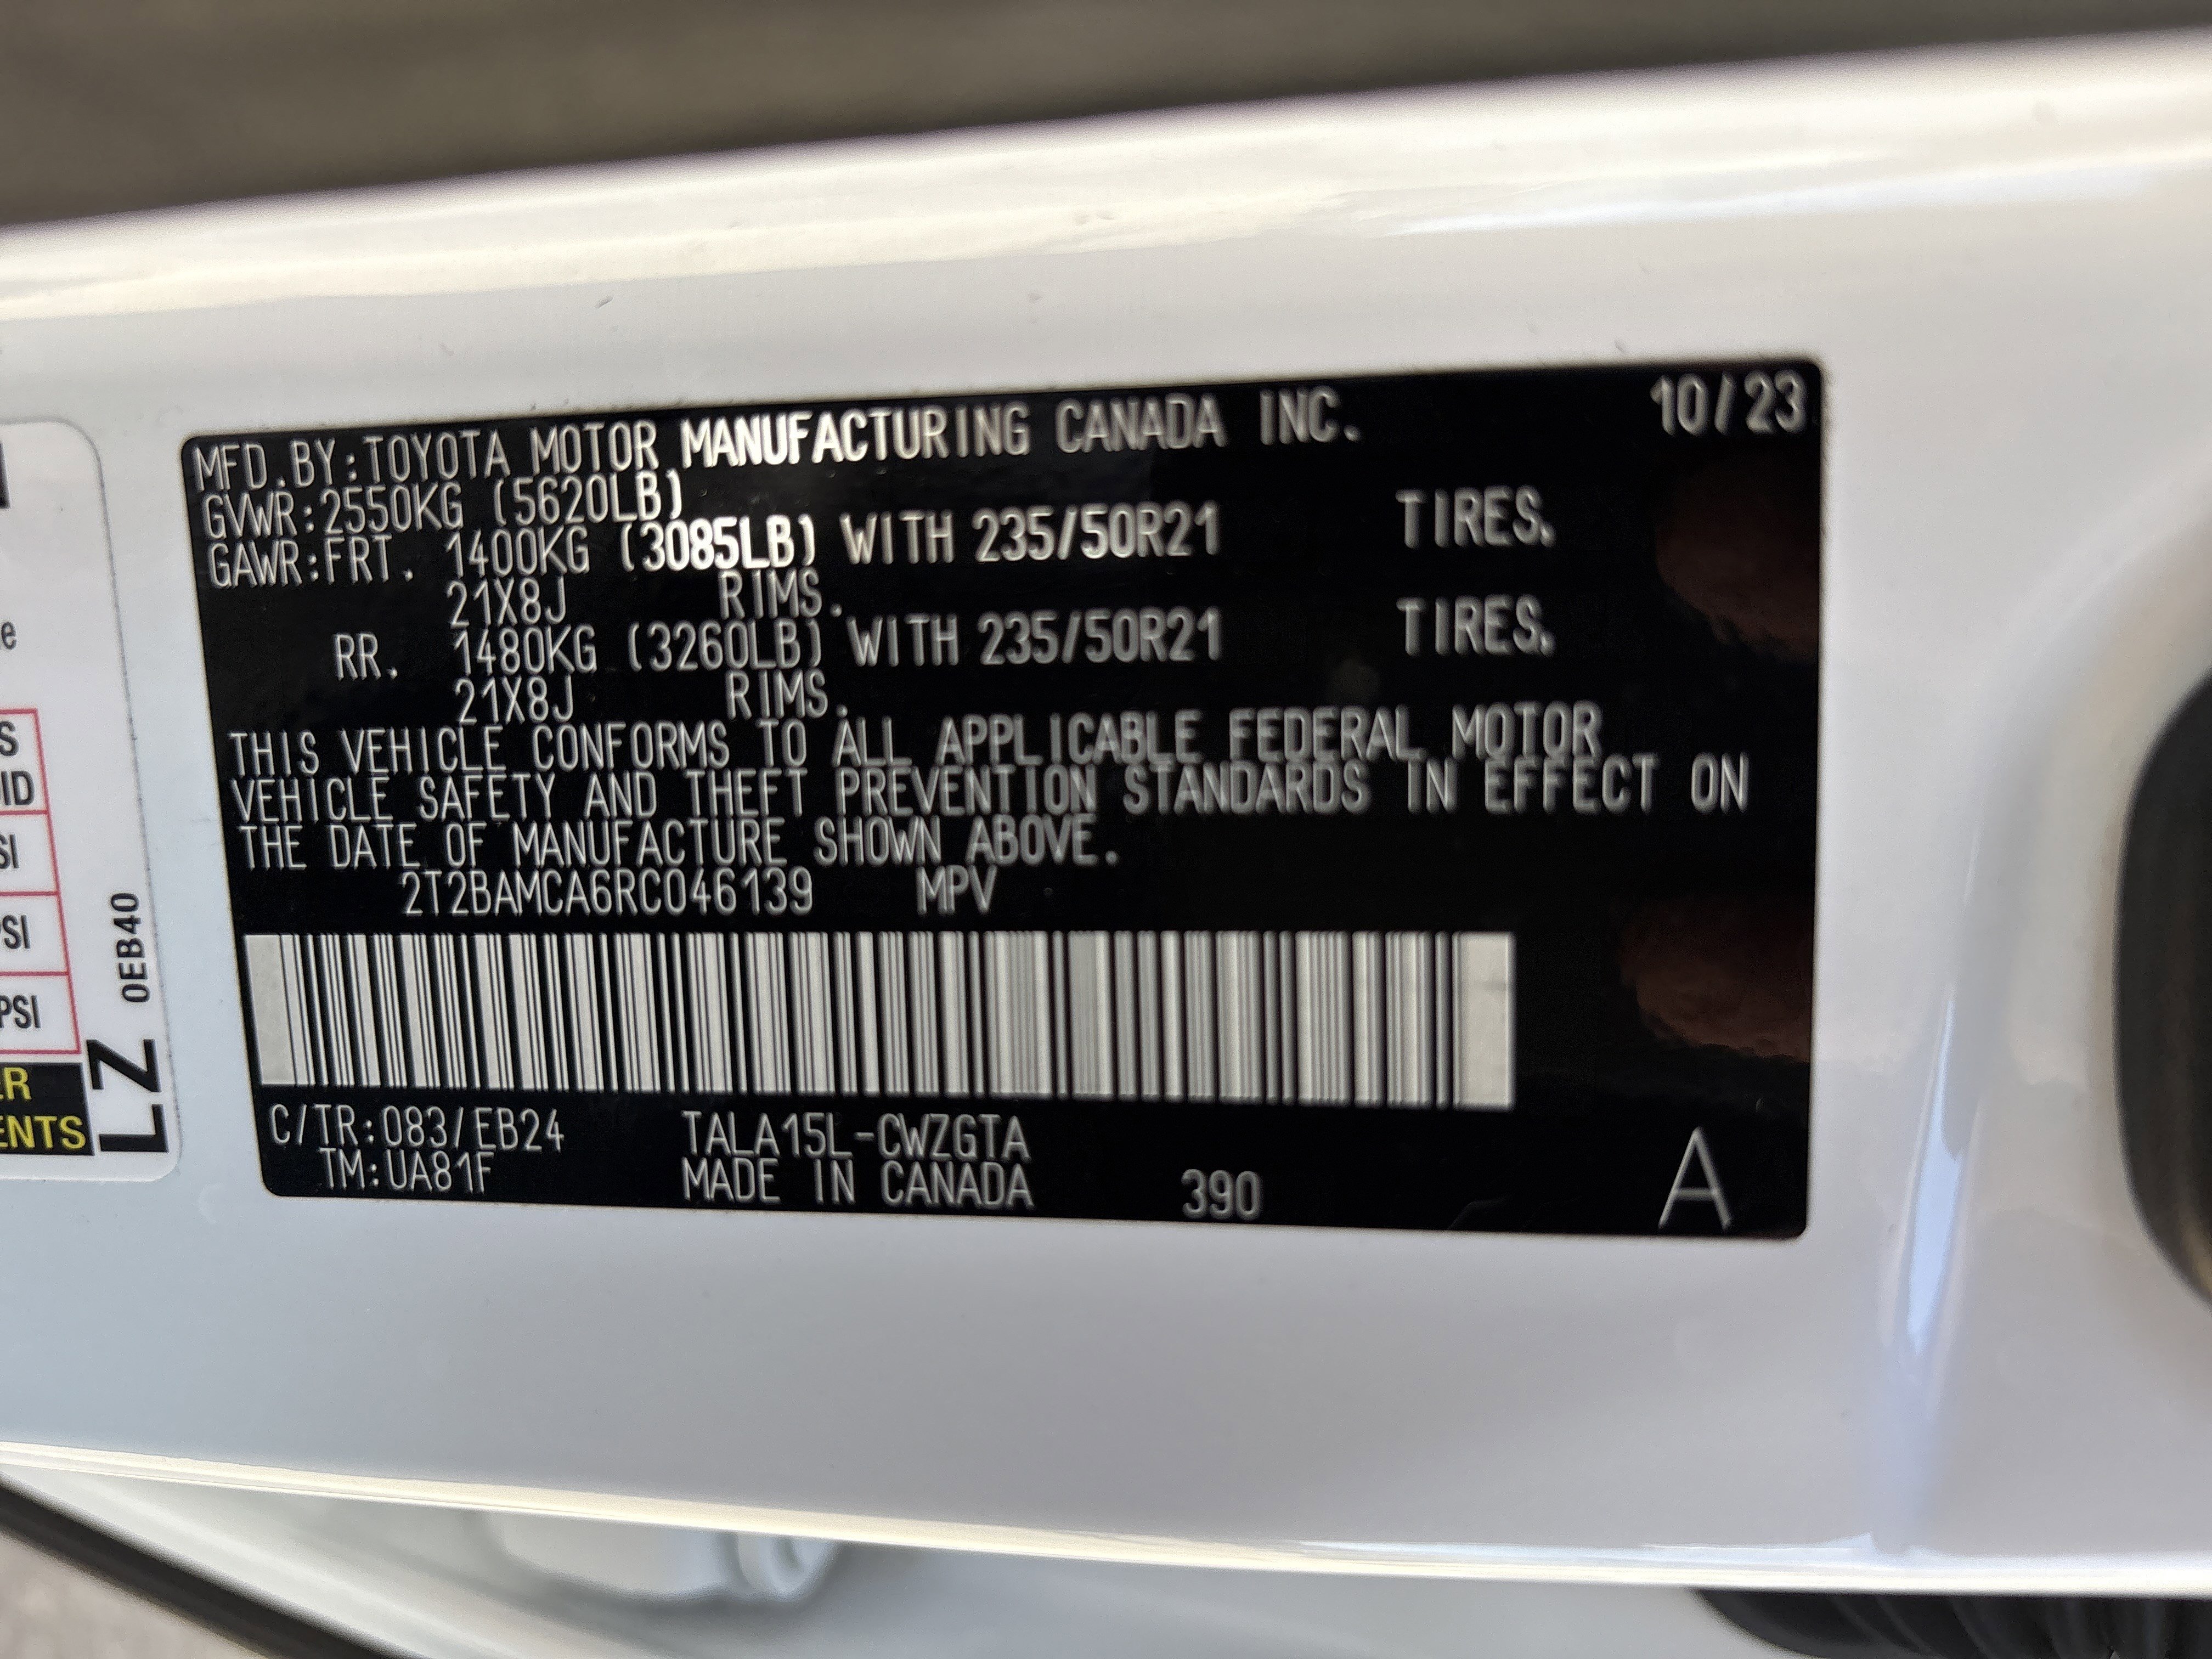 MFD.BY:TOYOTA MOTOR MANUFACTURING CANADA INC. 10/23
GVWR:2550KG (5620LB)
GAWR:FRT. 1400KG (3085LB) WITH 235/50R21 TIRES.
21X8J RIMS.
RR. 1480KG (3260LB) WITH 235/50R21 TIRES.
21X8J RIMS.
THIS VEHICLE CONFORMS TO ALL APPLICABLE FEDERAL MOTOR
VEHICLE SAFETY AND THEFT PREVENTION STANDARDS IN EFFECT ON
THE DATE OF MANUFACTURE SHOWN ABOVE.
2T2BAMCA6RC046139 MPV
C/TR:083/EB24 TALA15L-CWZGTA
TM:UA81F MADE IN CANADA 390 A
0EB40
LZ
PSI